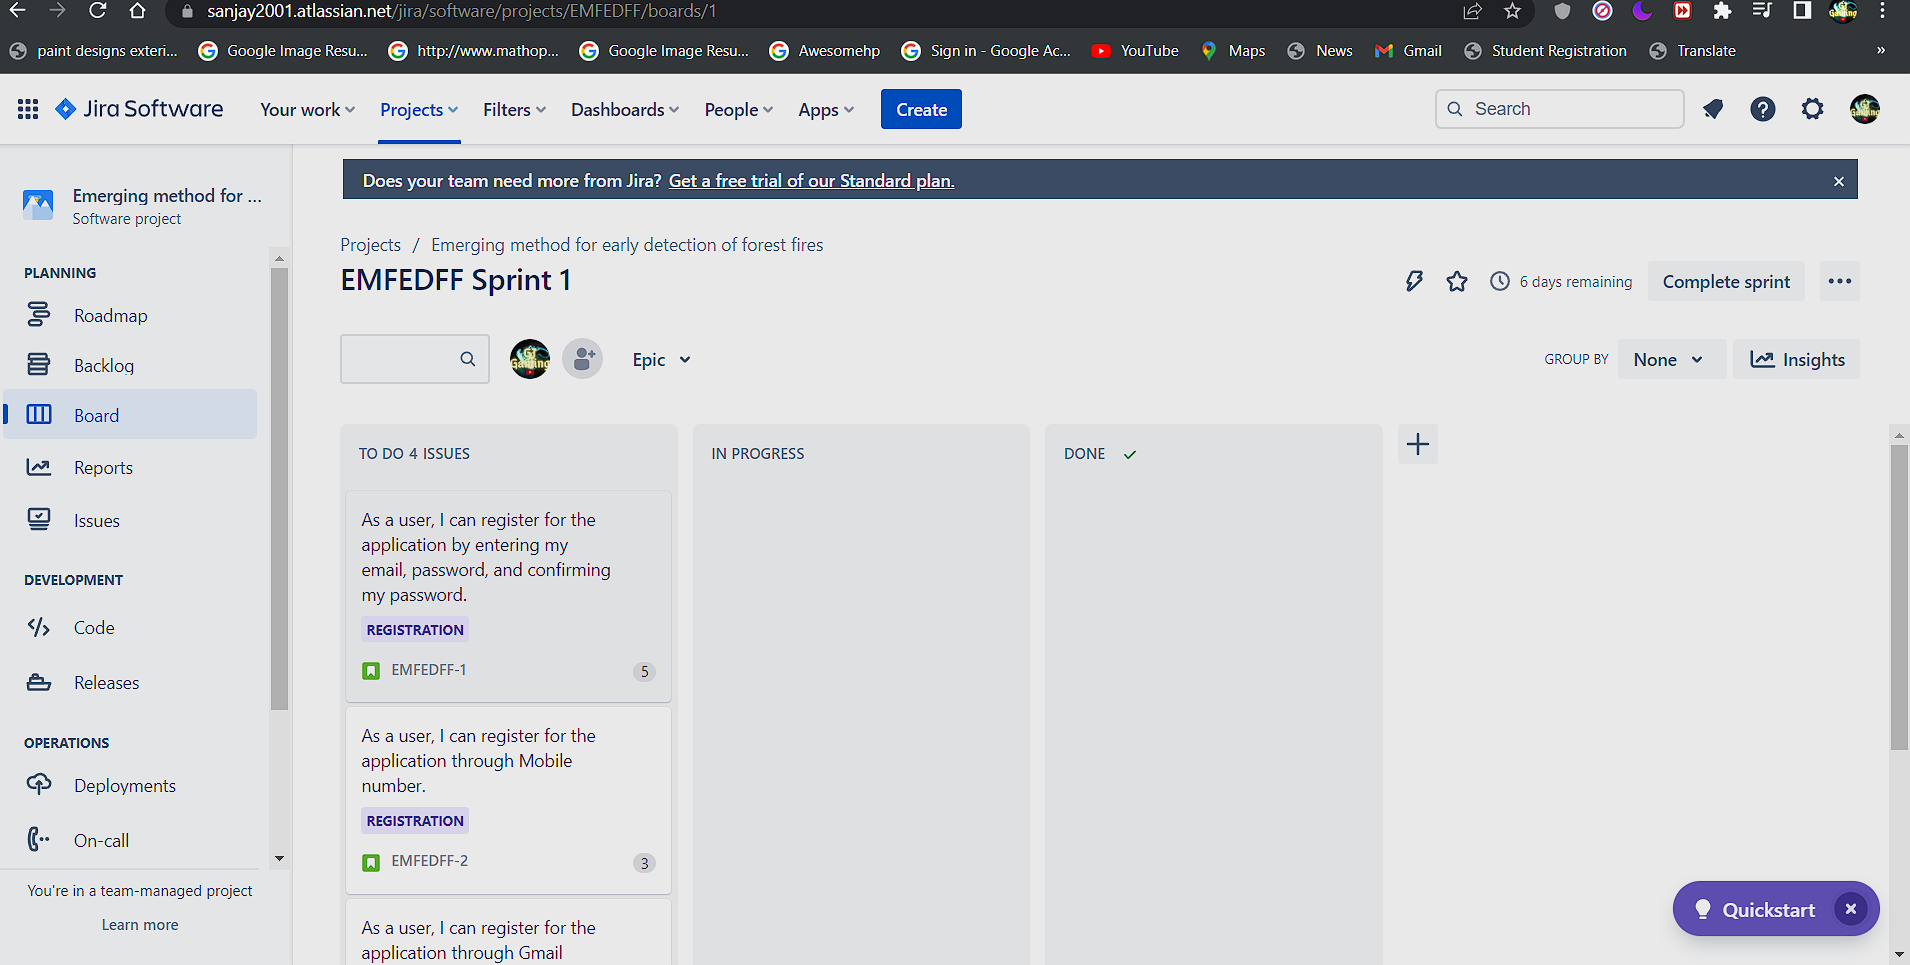 sanjay2001.atlassian.net/jira/software/projects/EMFEDFF/boards/1
paint designs exteri... Google Image Resu... http://www.mathop... Google Image Resu... Awesomehp Sign in - Google Ac... YouTube Maps News Gmail Student Registration Translate »
Jira Software Your work Projects Filters Dashboards People Apps Create Search
Does your team need more from Jira? Get a free trial of our Standard plan.
Emerging method for ...
Software project
Projects / Emerging method for early detection of forest fires
EMFEDFF Sprint 1
6 days remaining Complete sprint
PLANNING
Roadmap
Backlog
Board
Reports
Issues
DEVELOPMENT
Code
Releases
OPERATIONS
Deployments
On-call
You're in a team-managed project
Learn more
Epic
GROUP BY None Insights
TO DO 4 ISSUES
As a user, I can register for the
application by entering my
email, password, and confirming
my password.
REGISTRATION
EMFEDFF-1 5
As a user, I can register for the
application through Mobile
number.
REGISTRATION
EMFEDFF-2 3
As a user, I can register for the
application through Gmail
IN PROGRESS
DONE
Quickstart